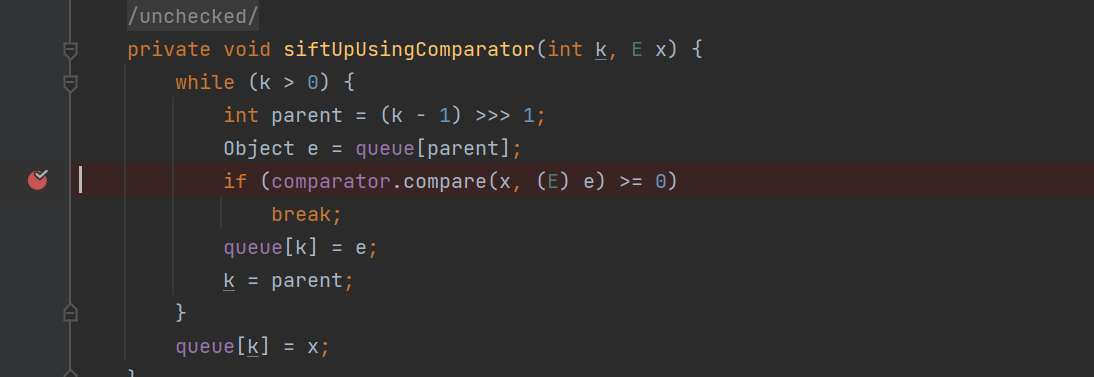 /unchecked/
private void siftUpUsingComparator(int k, E x) {
while (k > 0) {
int parent = (k - 1) >>> 1;
Object e = queue[parent];
if (comparator.compare(x, (E) e) >= 0)
break;
queue[k] = e;
k = parent;
}
queue[k] = x;
}